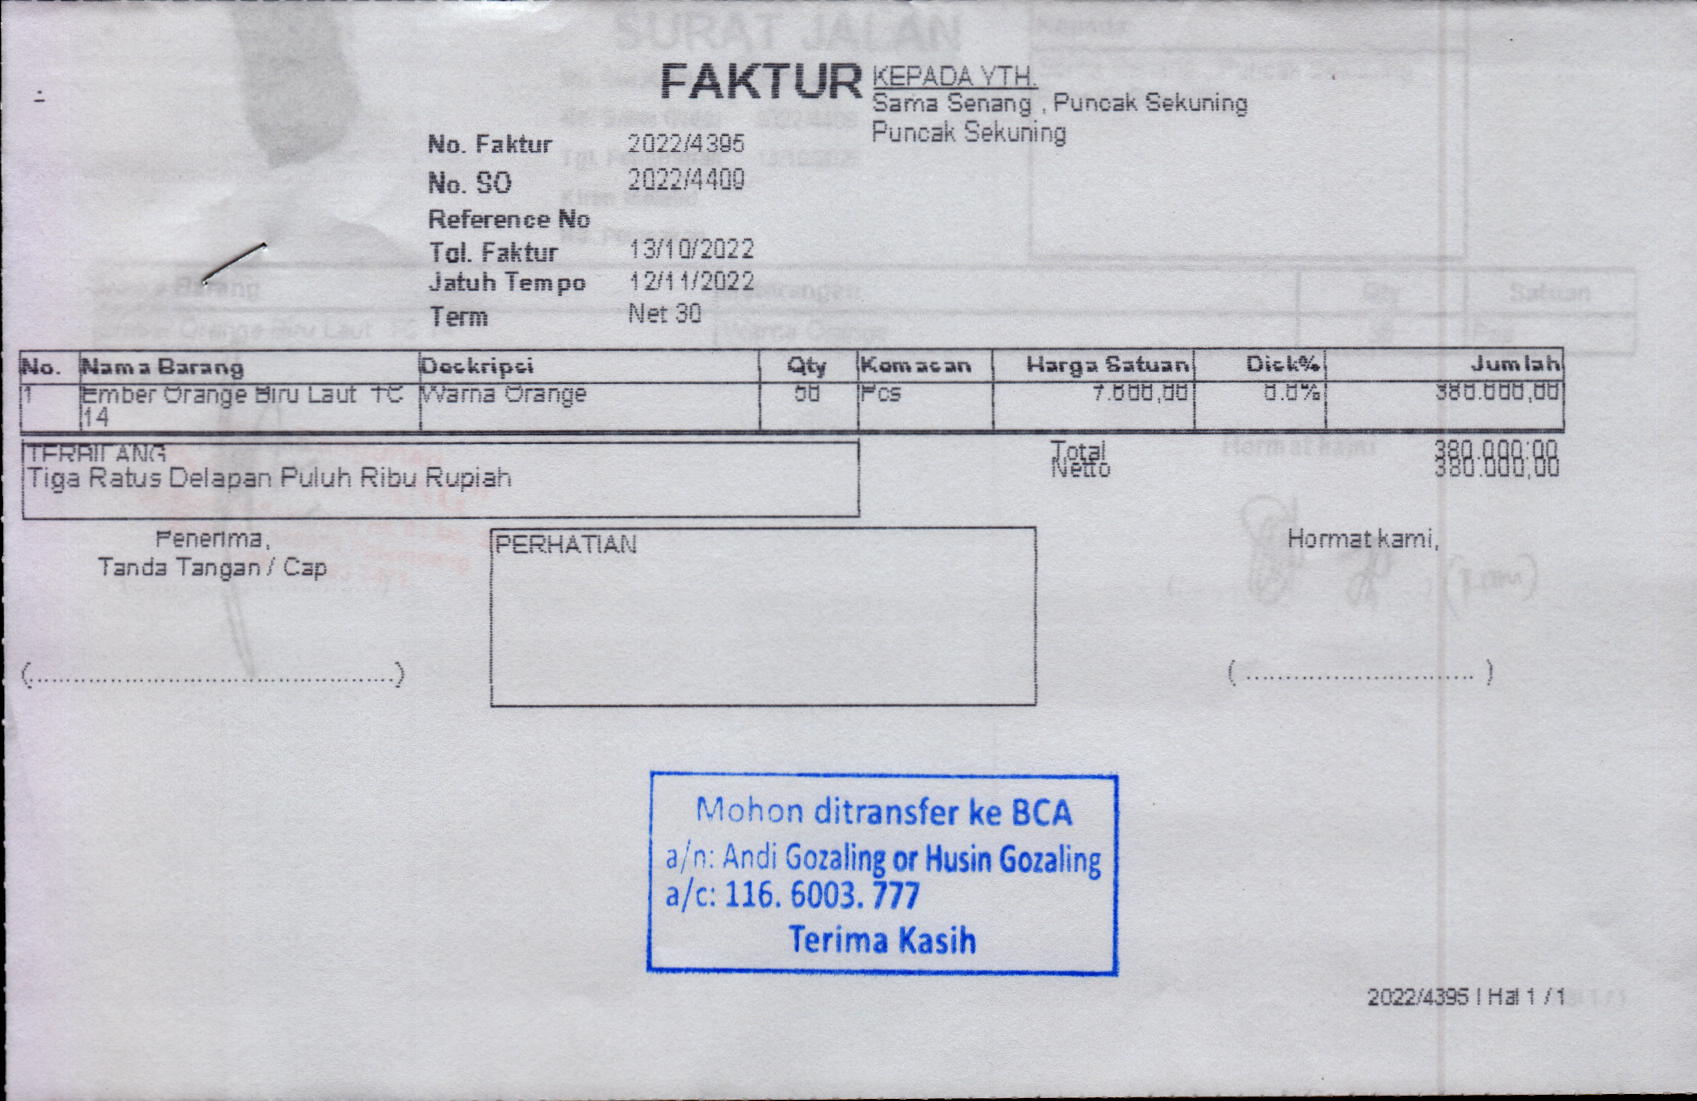 FAKTUR
KEPADA YTH.
Sama Senang , Puncak Sekuning
Puncak Sekuning
No. Faktur 2022/4395
No. SO 2022/4409
Reference No
Tgl. Faktur 13/10/2022
Jatuh Tempo 12/11/2022
Term Net 30
No. Nama Barang Deskripsi Qty Kemasan Harga Satuan Disk% Jumlah
1 Ember Orange Biru Laut TC Warna Orange 50 Pcs 7.600,00 0.0% 380.000,00
14
TERBILANG
Tiga Ratus Delapan Puluh Ribu Rupiah
Total 380.000,00
Netto 380.000,00
Penerima,
Tanda Tangan / Cap
PERHATIAN
Hormat kami,
(................................................)
( ............................ )
Mohon ditransfer ke BCA
a/n: Andi Gozaling or Husin Gozaling
a/c: 116. 6003. 777
Terima Kasih
2022/4395 | Hal 1 / 1
SURAT JALAN